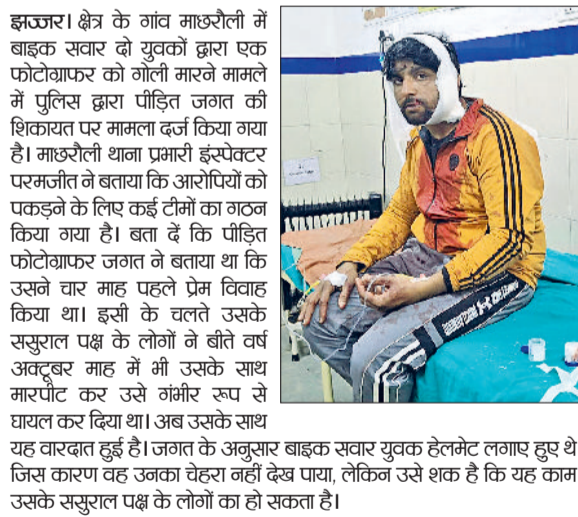 झज्जर। क्षेत्र के गांव माछरौली में
बाइक सवार दो युवकों द्वारा एक
फोटोग्राफर को गोली मारने मामले
में पुलिस द्वारा पीड़ित जगत की
शिकायत पर मामला दर्ज किया गया
है। माछरौली थाना प्रभारी इंस्पेक्टर
परमजीत ने बताया कि आरोपियों को
पकड़ने के लिए कई टीमों का गठन
किया गया है। बता दें कि पीड़ित
फोटोग्राफर जगत ने बताया था कि
उसने चार माह पहले प्रेम विवाह
किया था। इसी के चलते उसके
ससुराल पक्ष के लोगों ने बीते वर्ष
अक्टूबर माह में भी उसके साथ
मारपीट कर उसे गंभीर रूप से
घायल कर दिया था। अब उसके साथ
यह वारदात हुई है। जगत के अनुसार बाइक सवार युवक हेलमेट लगाए हुए थे
जिस कारण वह उनका चेहरा नहीं देख पाया, लेकिन उसे शक है कि यह काम
उसके ससुराल पक्ष के लोगों का हो सकता है।